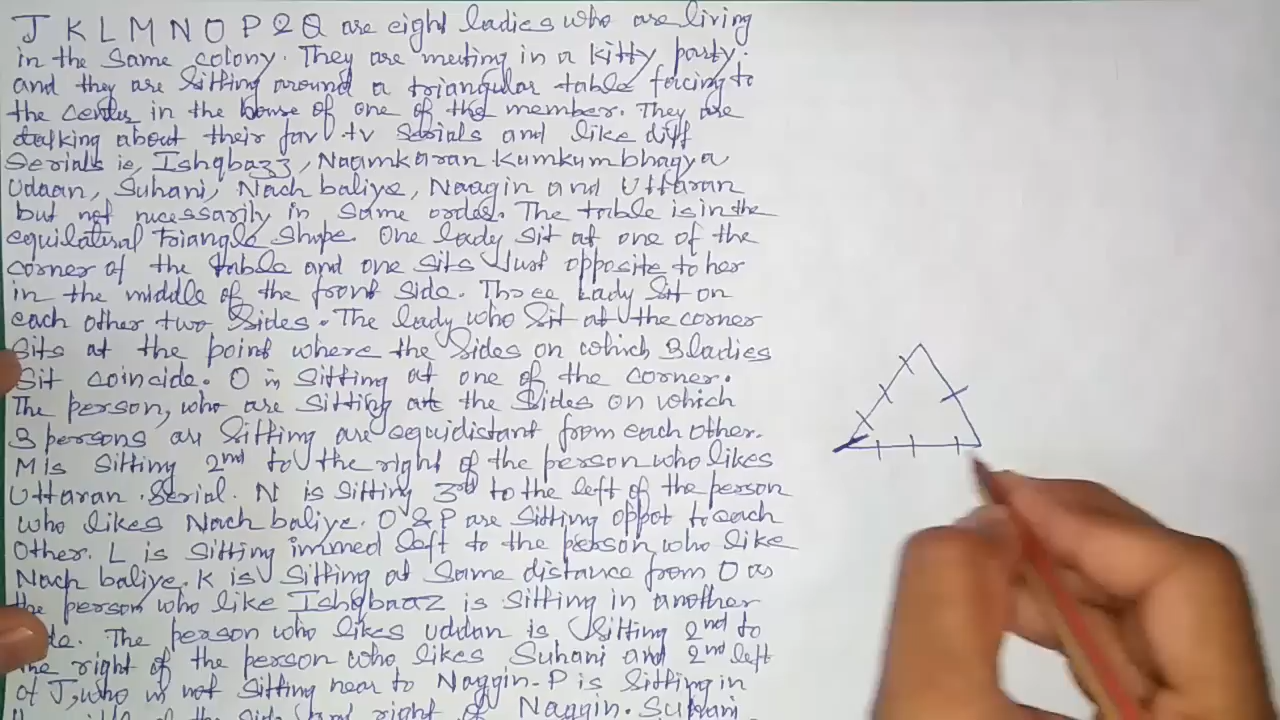 J K L M N O P & Q are eight ladies who are living
in the same colony. They are meeting in a kitty party.
and they are sitting around a triangular table facing to
the center in the house of one of the member. They are
talking about their fav tv serials and like diff
serials ie, Ishqbazz, Naamkaran Kumkum bhagya
Udaan, Suhani, Nach baliye, Naagin and Uttaran
but not necessarily in same order. The table is in the
equilateral triangle shape. One lady sit at one of the
corner of the table and one sits Just opposite to her
in the middle of the front side. Three Lady sit on
each other two sides. The lady who sit at the corner
sits at the point where the sides on which 3 ladies
sit coincide. O is sitting at one of the corner.
The person, who are sitting at the sides on which
3 persons are sitting are equidistant from each other.
M is sitting 2nd to the right of the person who likes
Uttaran serial. N is sitting 3rd to the left of the person
who likes Nach baliye. O & P are sitting oppot to each
Other. L is sitting immed left to the person who like
Nach baliye. K is sitting at same distance from O as
the person who like Ishqbaaz is sitting in another
The person who likes uddan is sitting 2nd to
the right of the person who likes Suhani and 2nd left
of J, who is not sitting near to Naggin. P is sitting in
the side and right of Naggin. Suhani